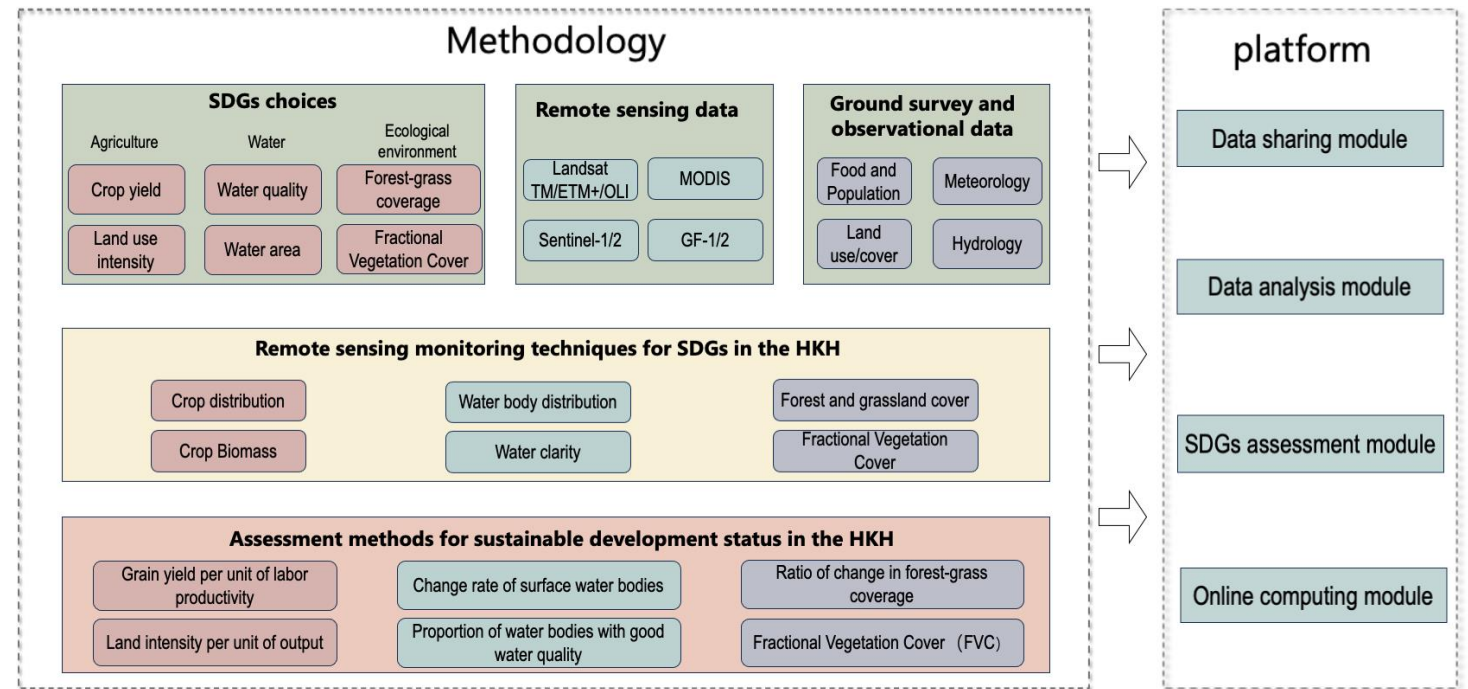 Methodology
SDGs choices
Agriculture
Water
Ecological
environment
Crop yield
Water quality
Forest-grass
coverage
Land use
intensity
Water area
Fractional
Vegetation Cover
Remote sensing data
Landsat
TM/ETM+/OLI
MODIS
Sentinel-1/2
GF-1/2
Ground survey and
observational data
Food and
Population
Meteorology
Land
use/cover
Hydrology
Remote sensing monitoring techniques for SDGs in the HKH
Crop distribution
Water body distribution
Forest and grassland cover
Crop Biomass
Water clarity
Fractional Vegetation
Cover
Assessment methods for sustainable development status in the HKH
Grain yield per unit of labor
productivity
Change rate of surface water bodies
Ratio of change in forest-grass
coverage
Land intensity per unit of output
Proportion of water bodies with good
water quality
Fractional Vegetation Cover（FVC）
platform
Data sharing module
Data analysis module
SDGs assessment module
Online computing module